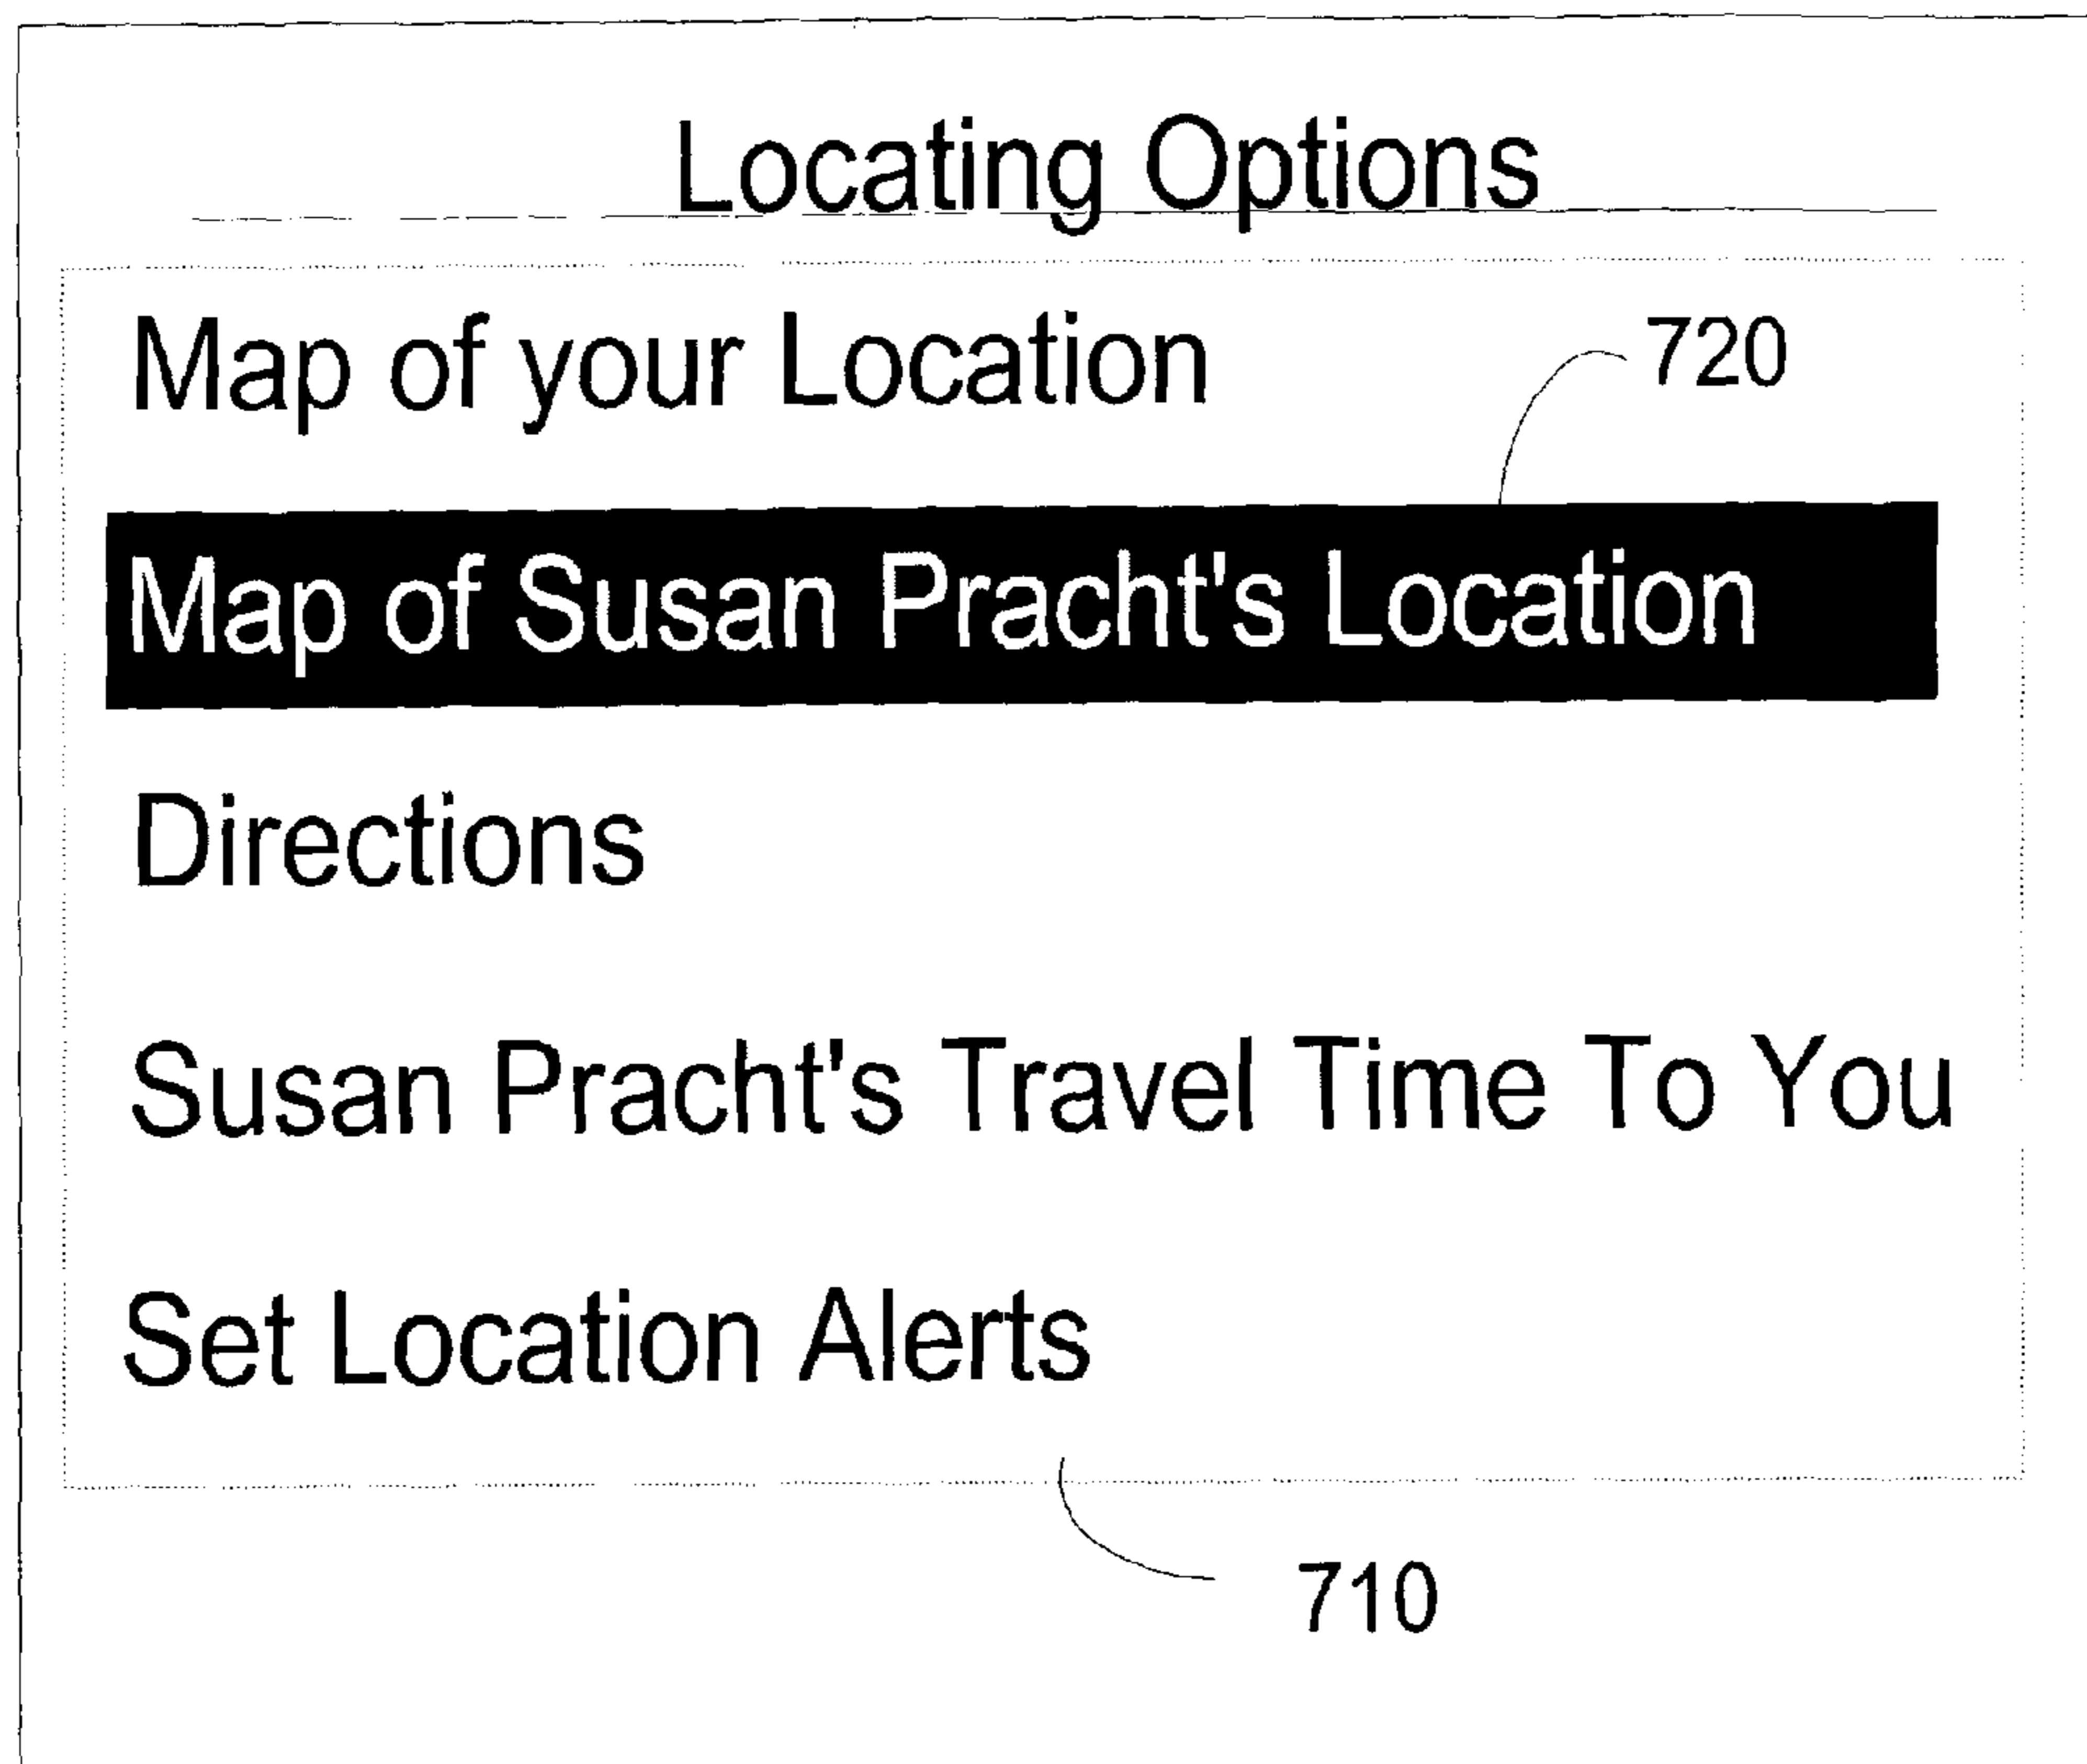 Locating Options
Map of your Location
720
Map of Susan Pracht's Location
Directions
Susan Pracht's Travel Time To You
Set Location Alerts
710